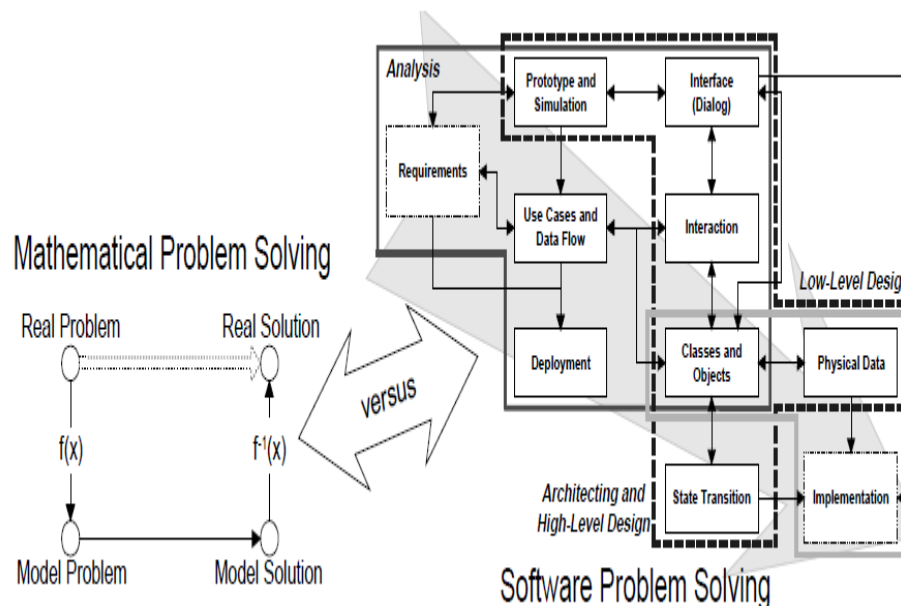 Analysis
Prototype and
Simulation
Interface
(Dialog)
Requirements
Use Cases and
Data Flow
Interaction
Mathematical Problem Solving
Low-Level Design
Real Problem
Real Solution
versus
Deployment
Classes and
Objects
Physical Data
f(x)
f⁻¹(x)
Architecting and
High-Level Design
State Transition
Implementation
Model Problem
Model Solution
Software Problem Solving